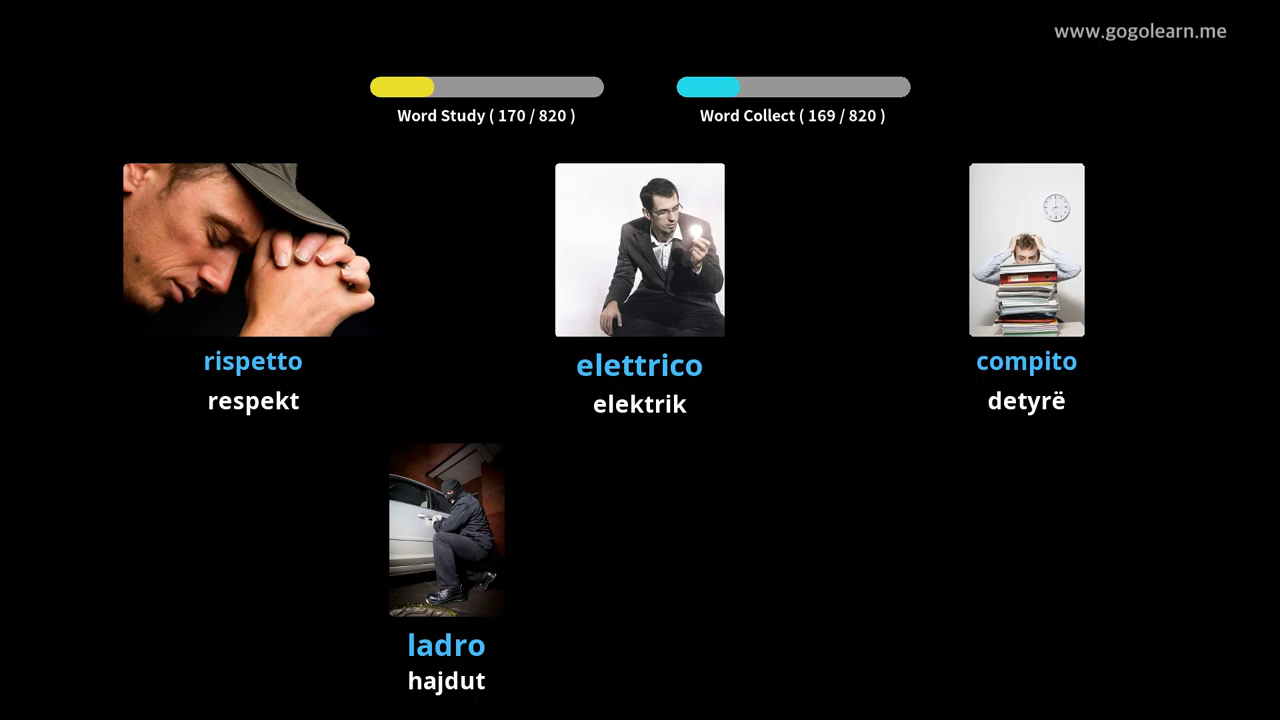 www.gogolearn.me
Word Study ( 170 / 820 )
Word Collect ( 169 / 820 )
rispetto
respekt
elettrico
elektrik
compito
detyrë
ladro
hajdut